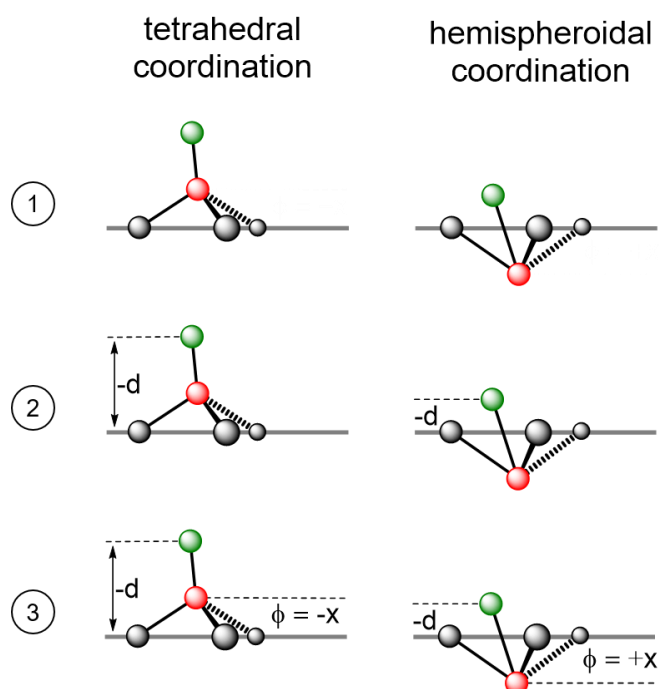 tetrahedral
coordination
hemispheroidal
coordination
1
2
-d
-d
3
-d
ϕ = -x
-d
ϕ = +x